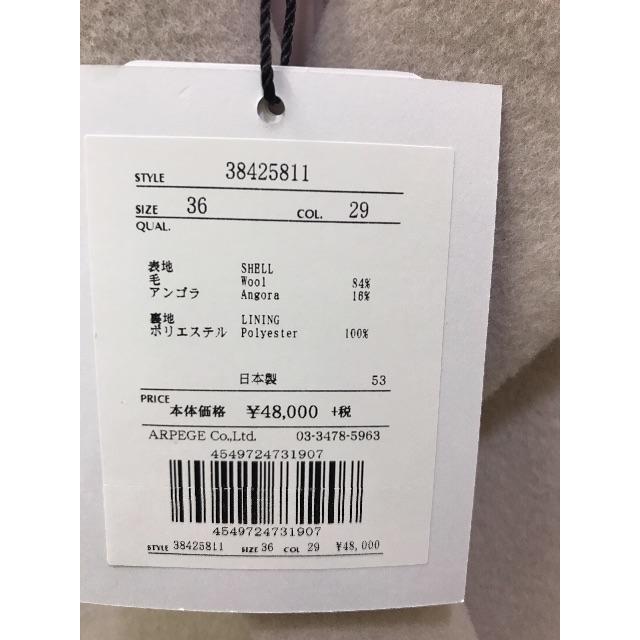 STYLE 38425811
SIZE 36 COL. 29
QUAL.
表地 SHELL
毛 Wool 84%
アンゴラ Angora 16%
裏地 LINING
ポリエステル Polyester 100%
日本製 53
PRICE
本体価格 ¥48,000 +税
ARPEGE Co.,Ltd. 03-3478-5963
4549724731907
4549724731907
STYLE 38425811 SIZE 36 COL 29 ¥48,000